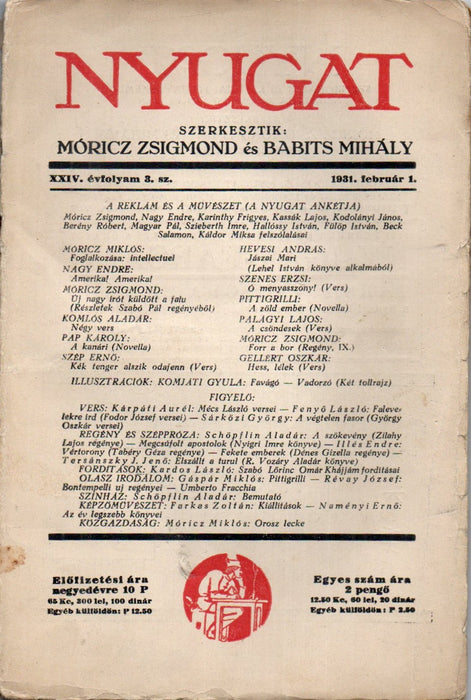 NYUGAT
SZERKESZTIK:
MÓRICZ ZSIGMOND és BABITS MIHÁLY
XXIV. évfolyam 3. sz.
1931. február 1.
A REKLÁM ÉS A MŰVÉSZET (A NYUGAT ANKÉTJA)
Móricz Zsigmond, Nagy Endre, Karinthy Frigyes, Kassák Lajos, Kodolányi János,
Berény Róbert, Magyar Pál, Szieberth Imre, Hallóssy István, Fülöp István, Beck
Salamon, Káldor Miksa felszólalásai
MÓRICZ MIKLÓS:
Foglalkozása: intellectuel
NAGY ENDRE:
Amerika! Amerika!
MÓRICZ ZSIGMOND:
Új nagy írót küldött a falu
(Részletek Szabó Pál regényéből)
KOMLÓS ALADÁR:
Négy vers
PAP KÁROLY:
A kanári (Novella)
SZÉP ERNŐ:
Kék tenger alszik odajenn (Vers)
HEVESI ANDRÁS:
Jászai Mari
(Lehel István könyve alkalmából)
SZENES ERZSI:
Ó menyasszony! (Vers)
PITTIGRILLI:
A zöld ember (Novella)
PALÁGYI LAJOS:
A csöndesek (Vers)
MÓRICZ ZSIGMOND:
Forr a bor (Regény, IX.)
GELLÉRT OSZKÁR:
Hess, lélek (Vers)
ILLUSZTRÁCIÓK: KOMJÁTI GYULA: Favágó — Vadorzó (Két tollrajz)
FIGYELŐ:
VERS: Kárpáti Aurél: Mécs László versei — Fenyő László: Faleve-
lekre írd (Fodor József versei) — Sárközi György: A végtelen fasor (György
Oszkár versei)
REGÉNY ÉS SZÉPPRÓZA: Schöpflin Aladár: A szökevény (Zilahy
Lajos regénye) — Megcsúfolt apostolok (Nyigri Imre könyve) — Illés Endre:
Vértorony (Tabéry Géza regénye) — Fekete emberek (Dénes Gizella regénye) —
Tersánszky J. Jenő: Elszállt a turul (R. Vozáry Aladár könyve)
FORDÍTÁSOK: Kardos László: Szabó Lőrinc Omár Khájjám fordításai
OLASZ IRODALOM: Gáspár Miklós: Pittigrilli — Révay József:
Bontempelli uj regényei — Umberto Fracchia
SZÍNHÁZ: Schöpflin Aladár: Bemutató
KÉPZŐMŰVÉSZET: Farkas Zoltán: Kiállítások — Naményi Ernő:
Az év legszebb könyvei
KÖZGAZDASÁG: Móricz Miklós: Orosz lecke
Előfizetési ára
negyedévre 10 P
65 Kc, 300 lei, 100 dinár
Egyéb külföldön: P 12.50
Egyes szám ára
2 pengő
12.50 Kc, 60 lei, 20 dinár
Egyéb külföldön: P 2.50